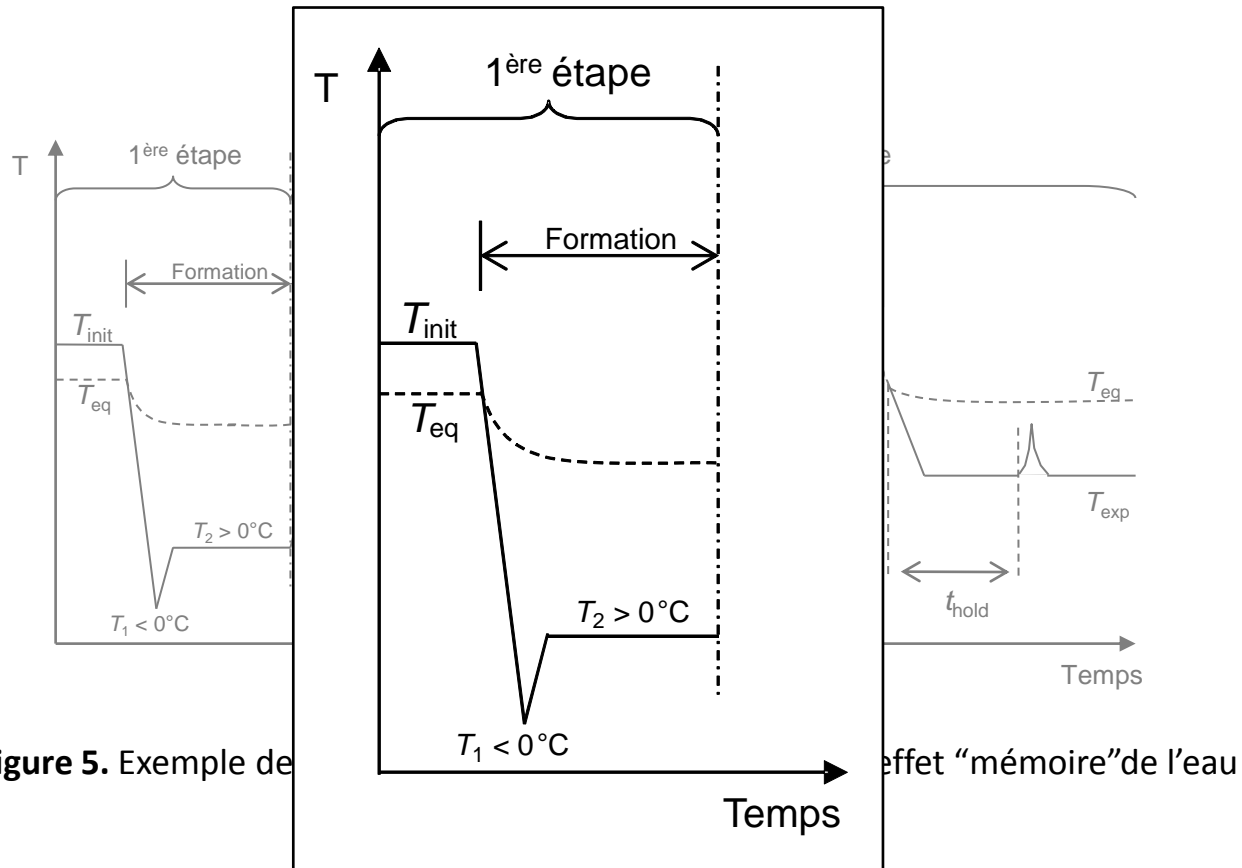 T
1ère étape
Formation
Tinit
Teq
T2 > 0°C
T1 < 0°C
T
1ère étape
Formation
Tinit
Teq
T2 > 0°C
T1 < 0°C
Temps
e
Teq
Texp
thold
Temps
igure 5. Exemple de
effet “mémoire”de l’eau